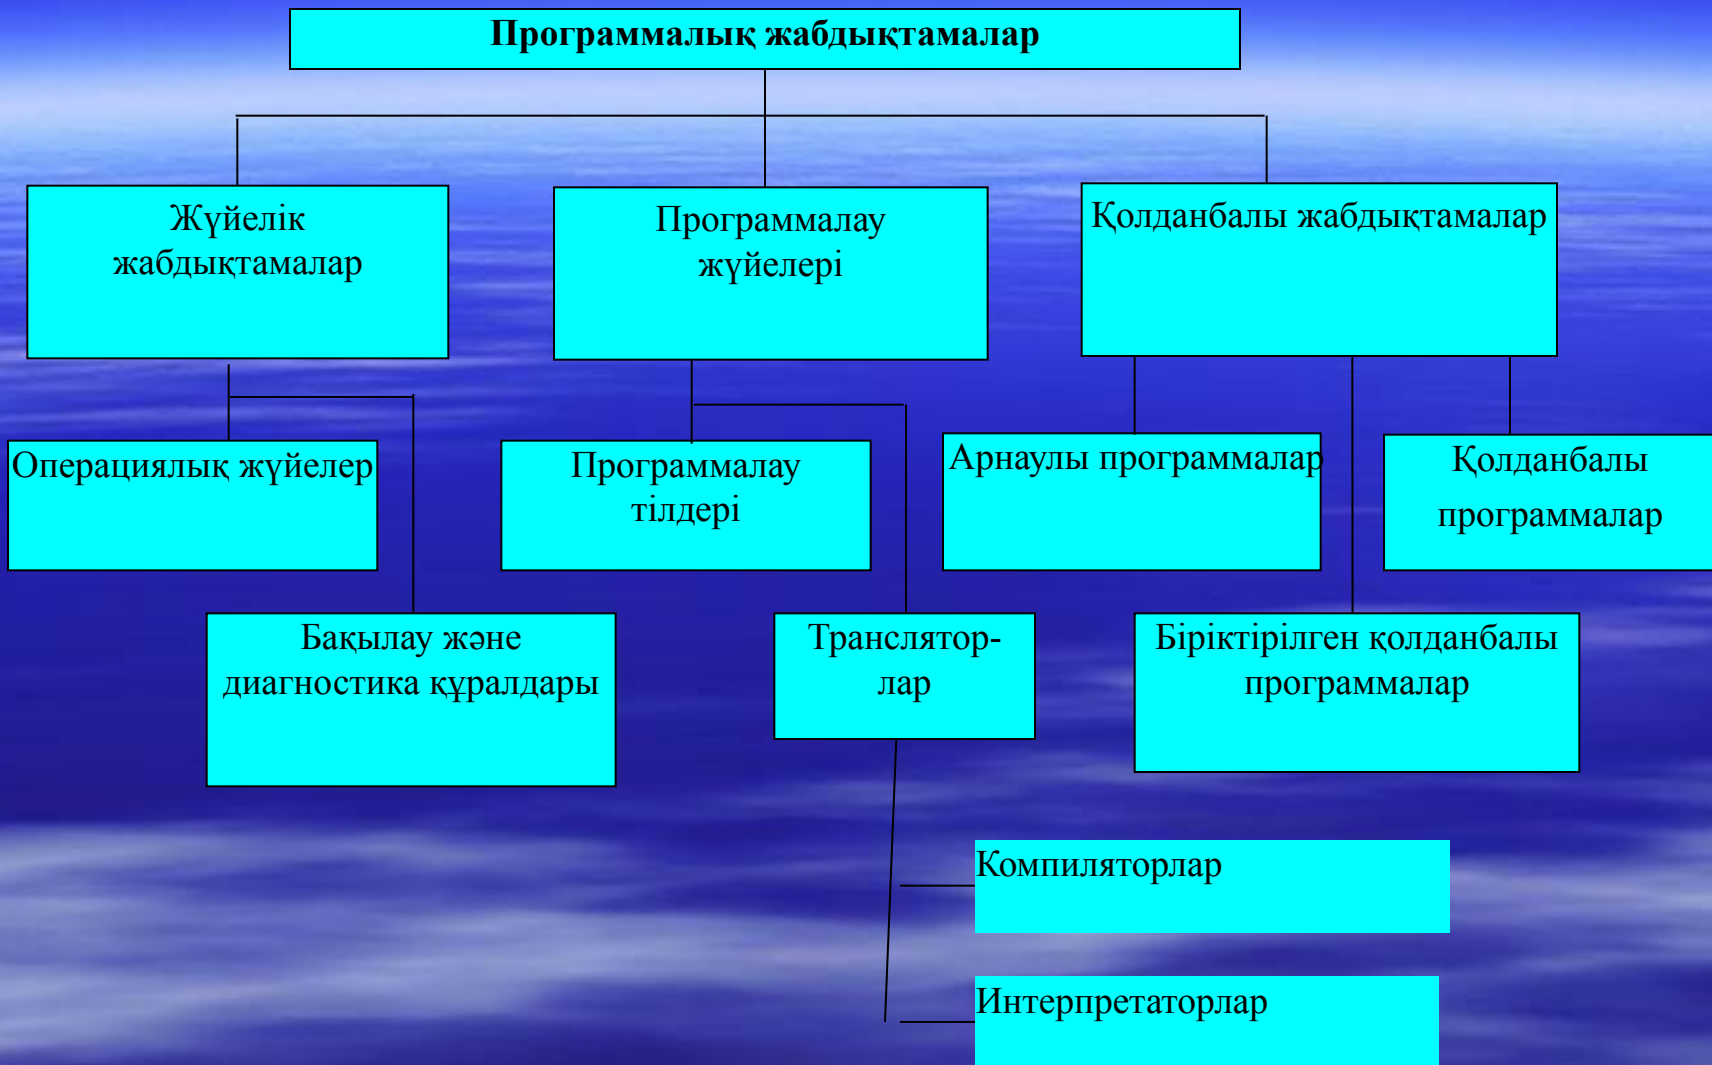 Программалық жабдықтамалар
Жүйелік
жабдықтамалар
Программалау
жүйелері
Қолданбалы жабдықтамалар
Операциялық жүйелер
Программалау
тілдері
Арнаулы программалар
Қолданбалы
программалар
Бақылау және
диагностика құралдары
Транслятор-
лар
Біріктірілген қолданбалы
программалар
Компиляторлар
Интерпретаторлар